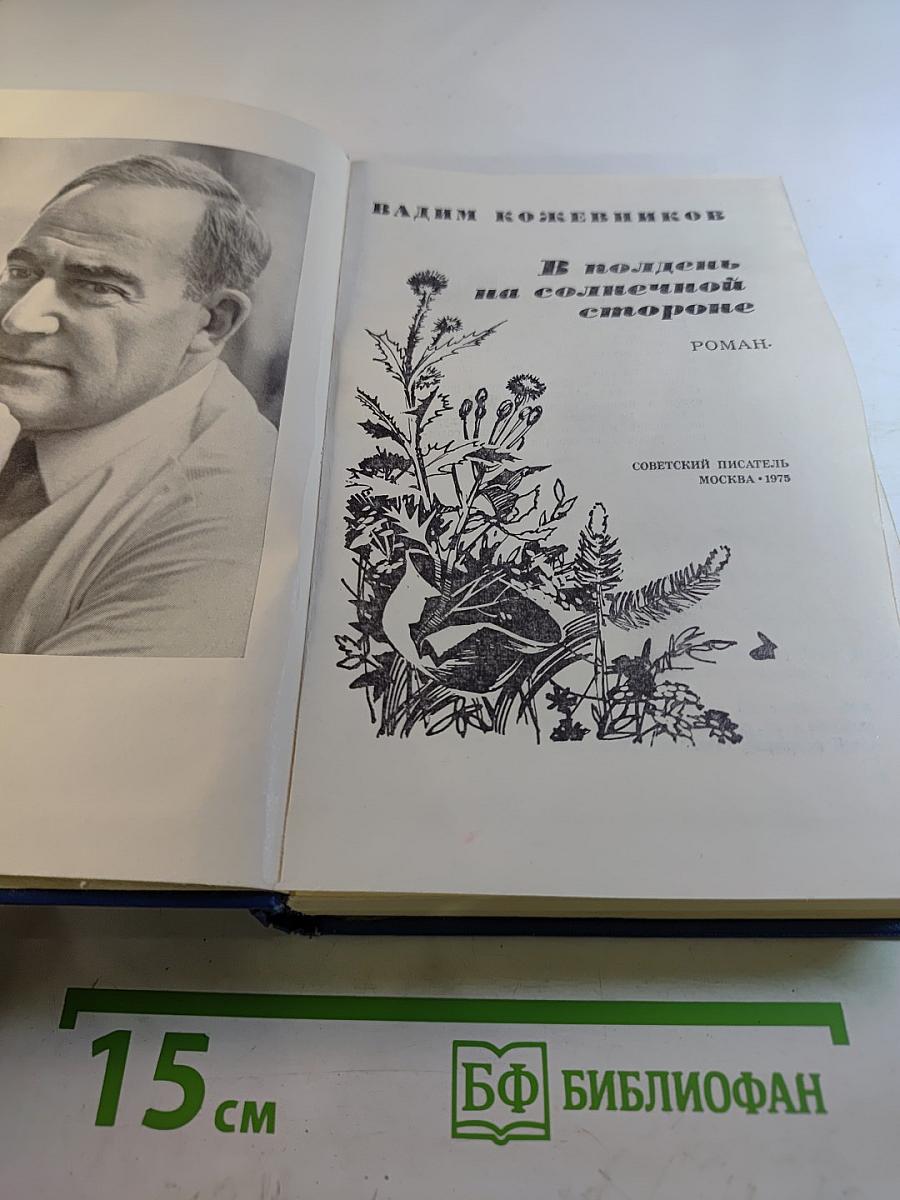 ВАДИМ КОЖЕВНИКОВ
В полдень
на солнечной
стороне
РОМАН
СОВЕТСКИЙ ПИСАТЕЛЬ
МОСКВА • 1975
15 см
БФ БИБЛИОФАН